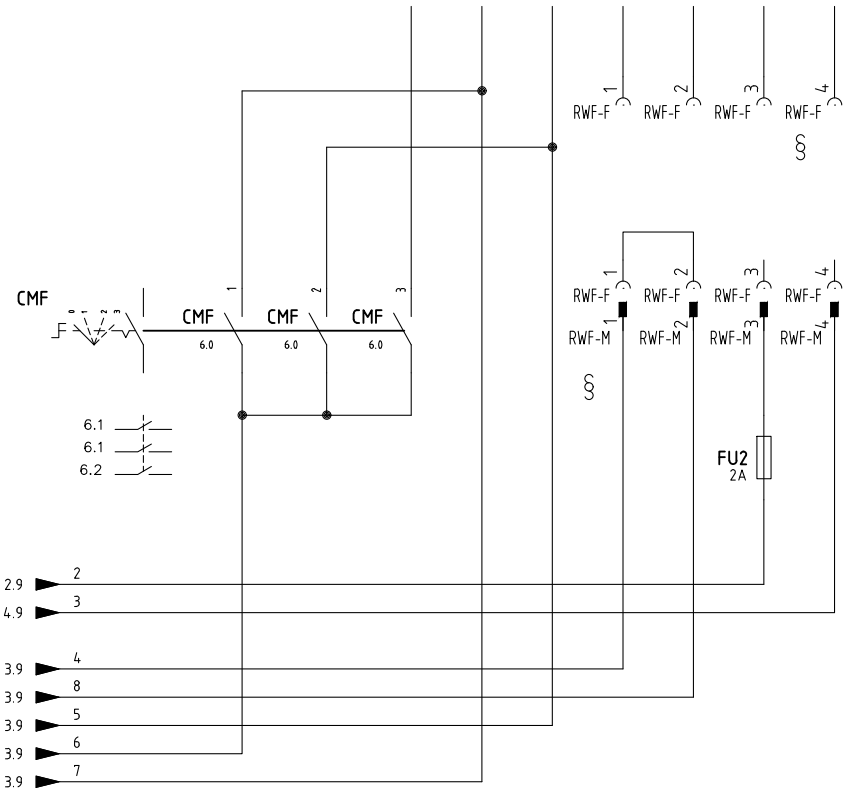 1 2 3 4
RWF-F RWF-F RWF-F RWF-F
§
1 2 3 1 2 3 4
CMF
0 1 2 3
RWF-F RWF-F RWF-F RWF-F
CMF CMF CMF
1 2 3 4
6.0 6.0 6.0
RWF-M RWF-M RWF-M RWF-M
§
6.1
6.1
6.2
FU2
2A
2.9 2
4.9 3
3.9 4
3.9 8
3.9 5
3.9 6
3.9 7